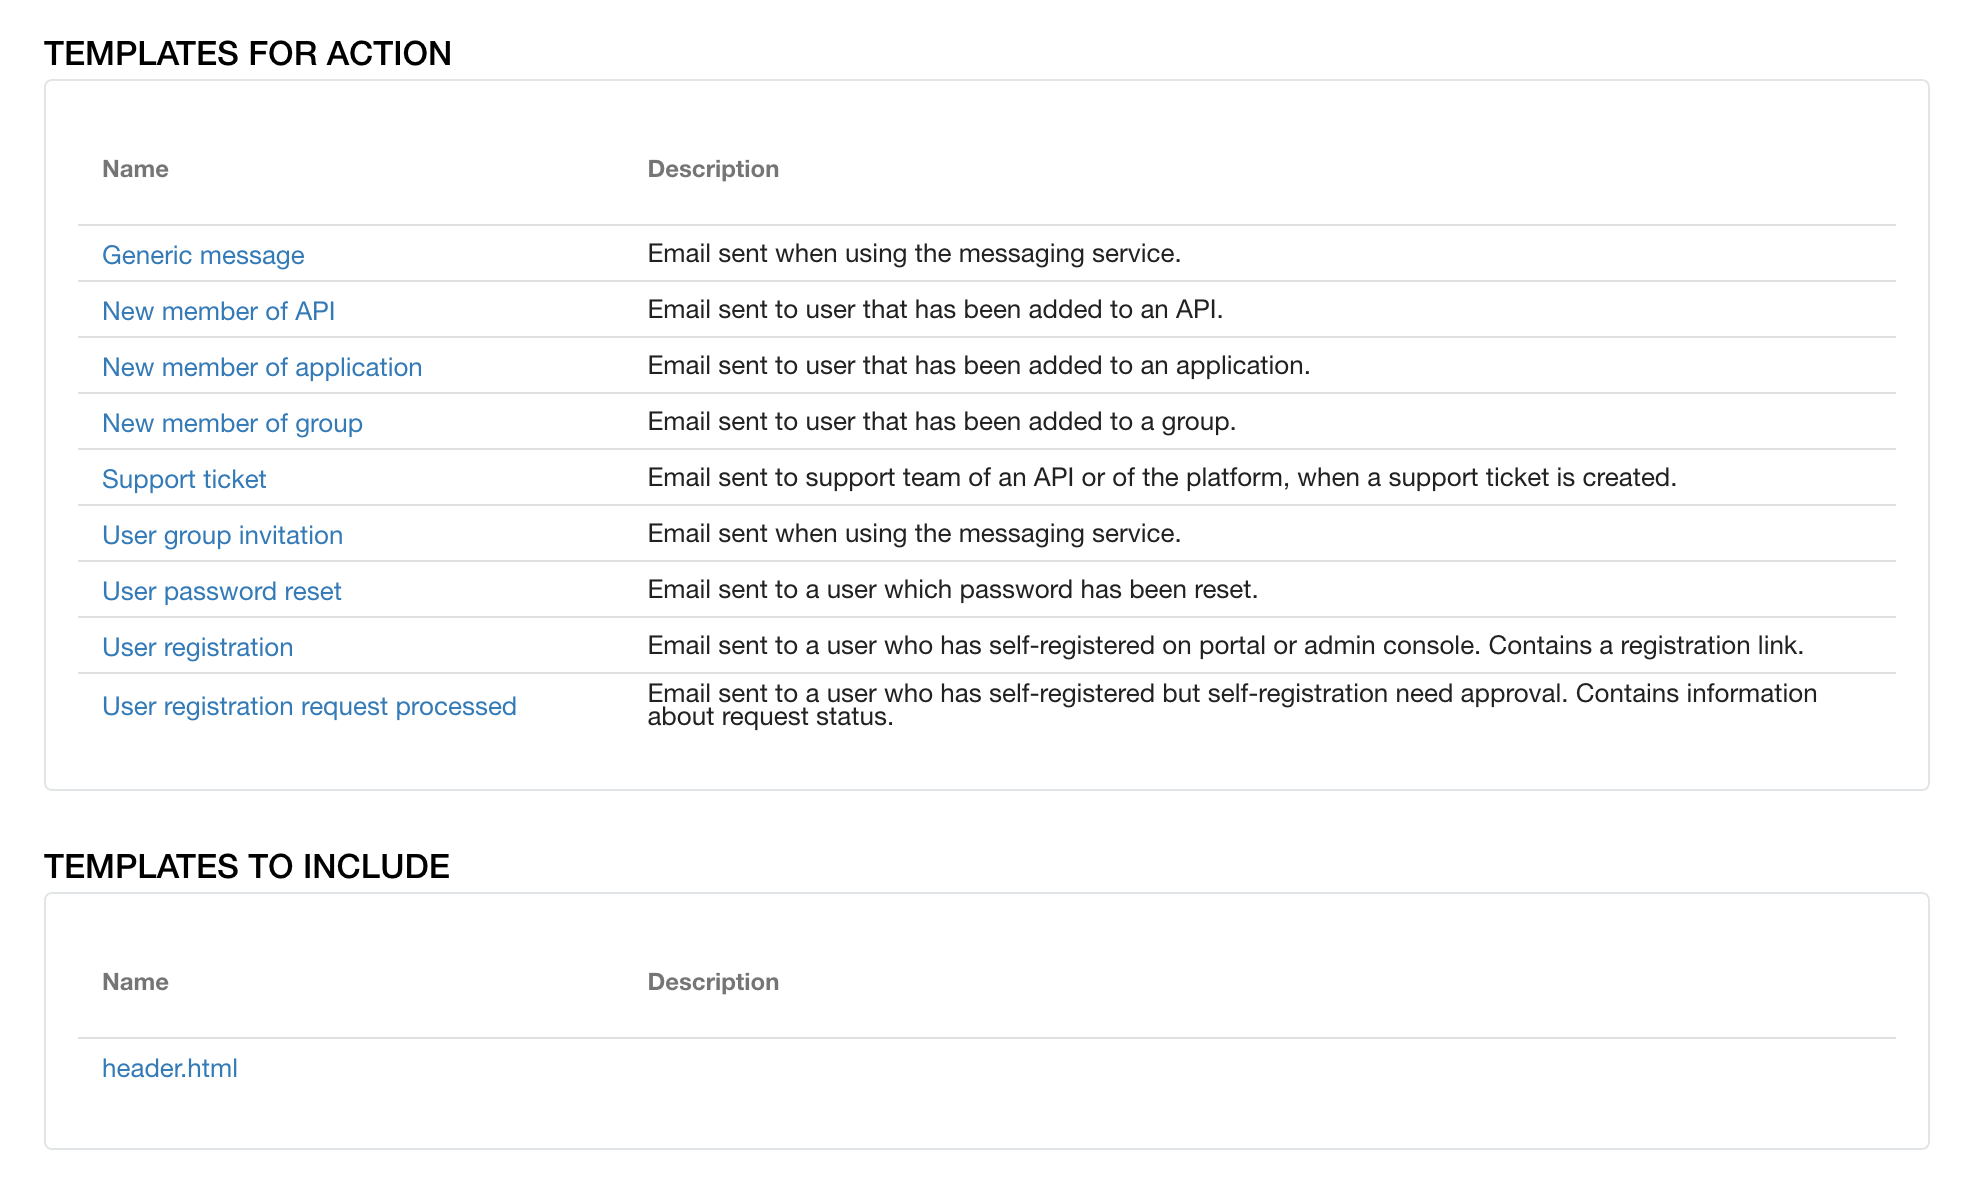 TEMPLATES FOR ACTION
Name Description
Generic message Email sent when using the messaging service.
New member of API Email sent to user that has been added to an API.
New member of application Email sent to user that has been added to an application.
New member of group Email sent to user that has been added to a group.
Support ticket Email sent to support team of an API or of the platform, when a support ticket is created.
User group invitation Email sent when using the messaging service.
User password reset Email sent to a user which password has been reset.
User registration Email sent to a user who has self-registered on portal or admin console. Contains a registration link.
User registration request processed Email sent to a user who has self-registered but self-registration need approval. Contains information
about request status.
TEMPLATES TO INCLUDE
Name Description
header.html